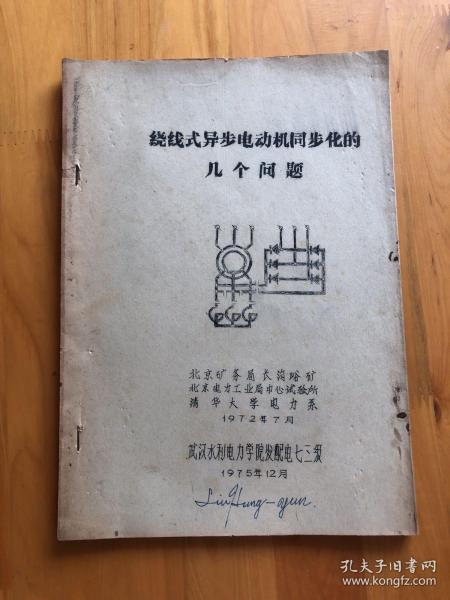 绕线式异步电动机同步化的
几个问题
北京矿务局长沟峪矿
北京电力工业局中心试验所
清华大学电力系
1972年7月
武汉水利电力学院发配电七三级
1975年12月
孔夫子旧书网
www.kongfz.com